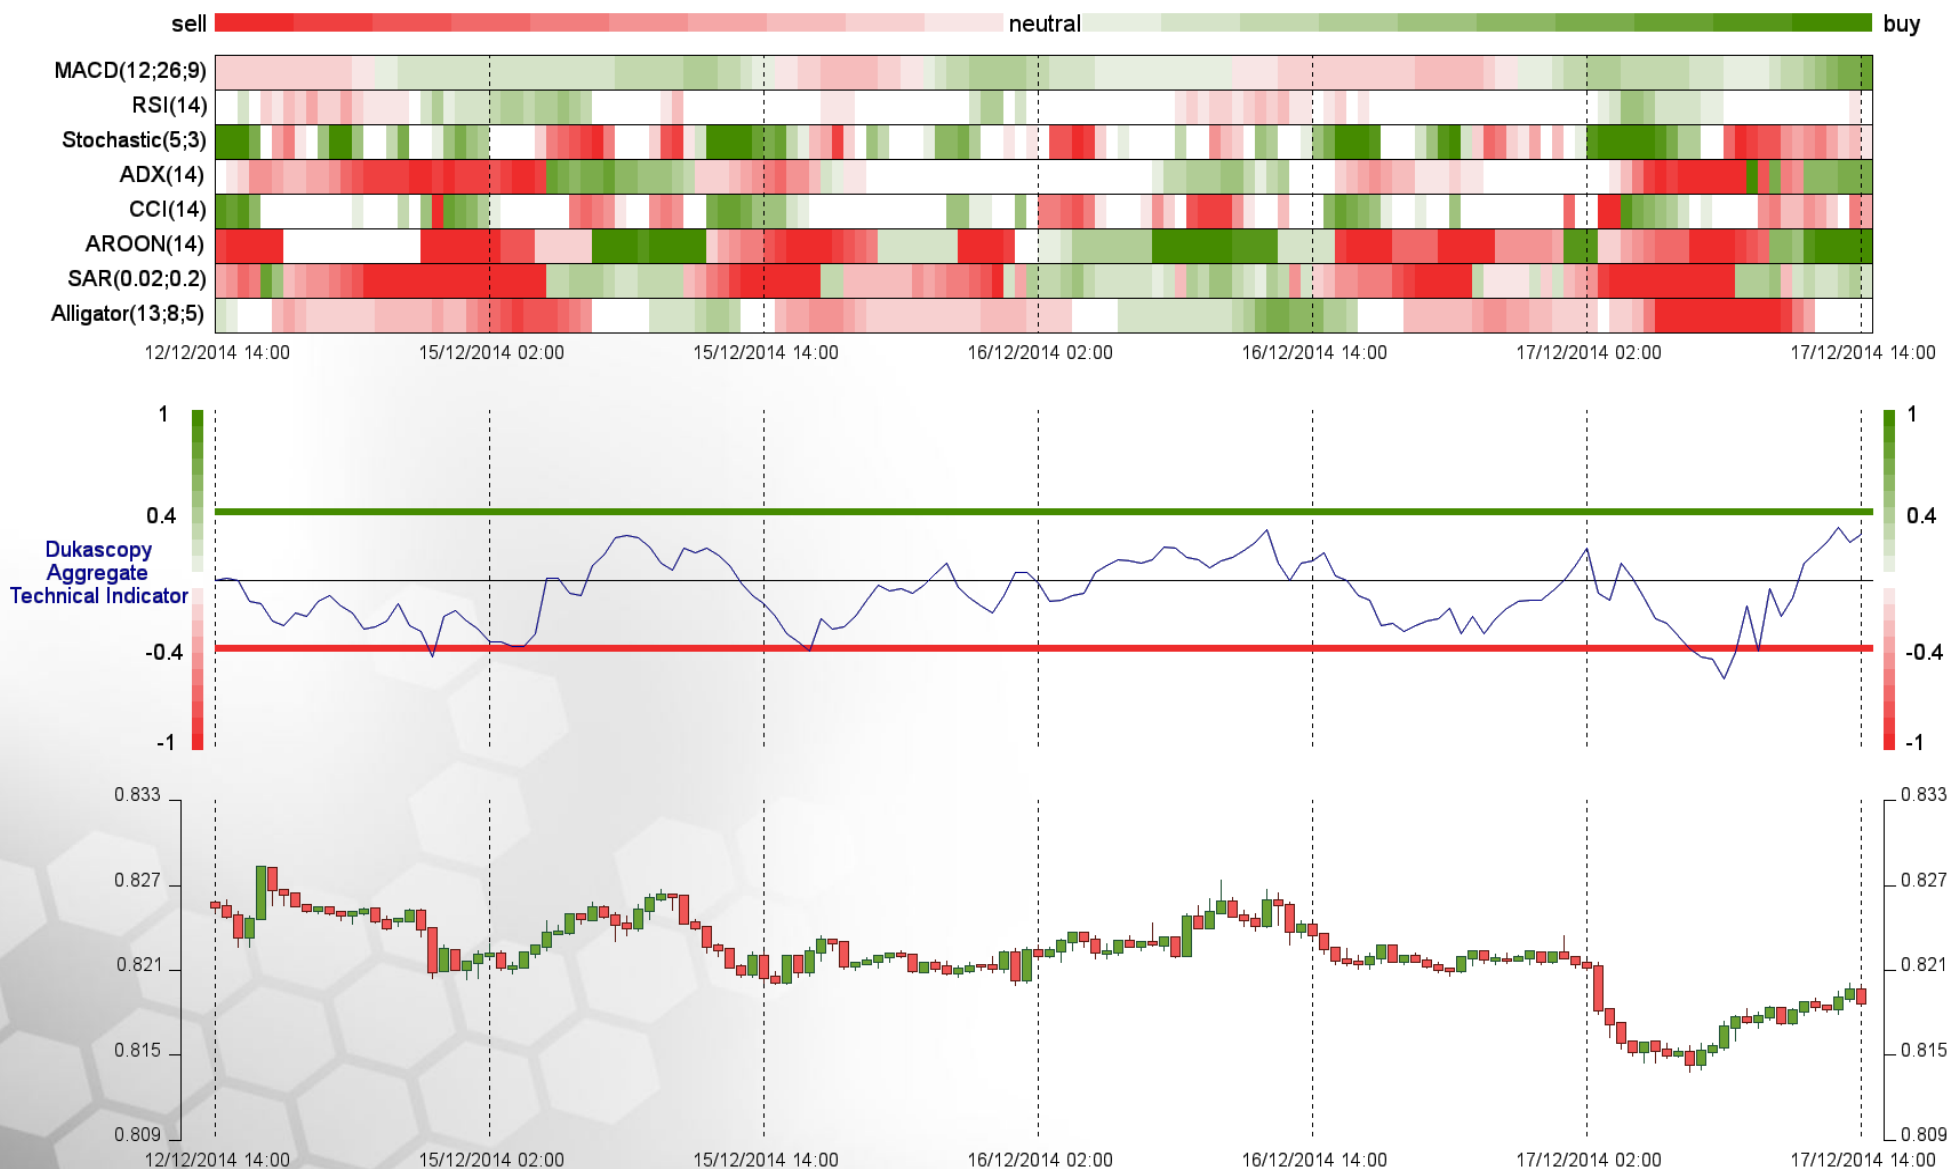 sell neutral buy
MACD(12;26;9)
RSI(14)
Stochastic(5;3)
ADX(14)
CCI(14)
AROON(14)
SAR(0.02;0.2)
Alligator(13;8;5)
12/12/2014 14:00 15/12/2014 02:00 15/12/2014 14:00 16/12/2014 02:00 16/12/2014 14:00 17/12/2014 02:00 17/12/2014 14:00
1 1
0.4 0.4
Dukascopy
Aggregate
Technical Indicator
-0.4 -0.4
-1 -1
0.833 0.833
0.827 0.827
0.821 0.821
0.815 0.815
0.809 0.809
12/12/2014 14:00 15/12/2014 02:00 15/12/2014 14:00 16/12/2014 02:00 16/12/2014 14:00 17/12/2014 02:00 17/12/2014 14:00